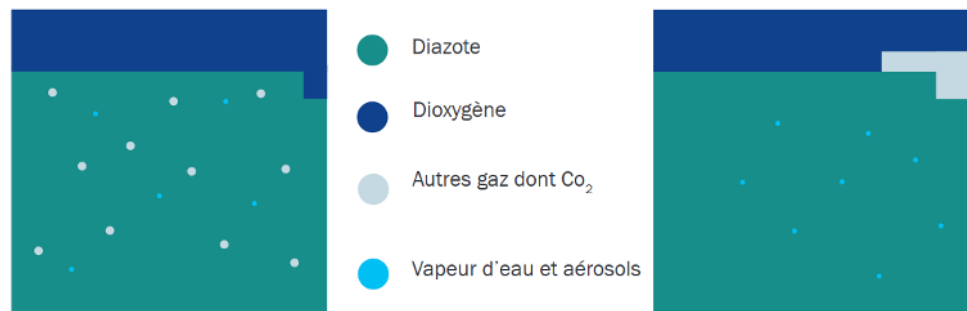 Diazote
Dioxygène
Autres gaz dont Co₂
Vapeur d'eau et aérosols